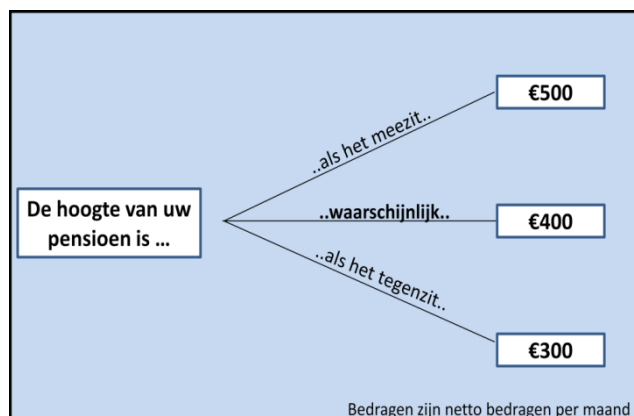 De hoogte van uw
pensioen is ...
..als het meezit..
€500
..waarschijnlijk..
€400
..als het tegenzit..
€300
Bedragen zijn netto bedragen per maand